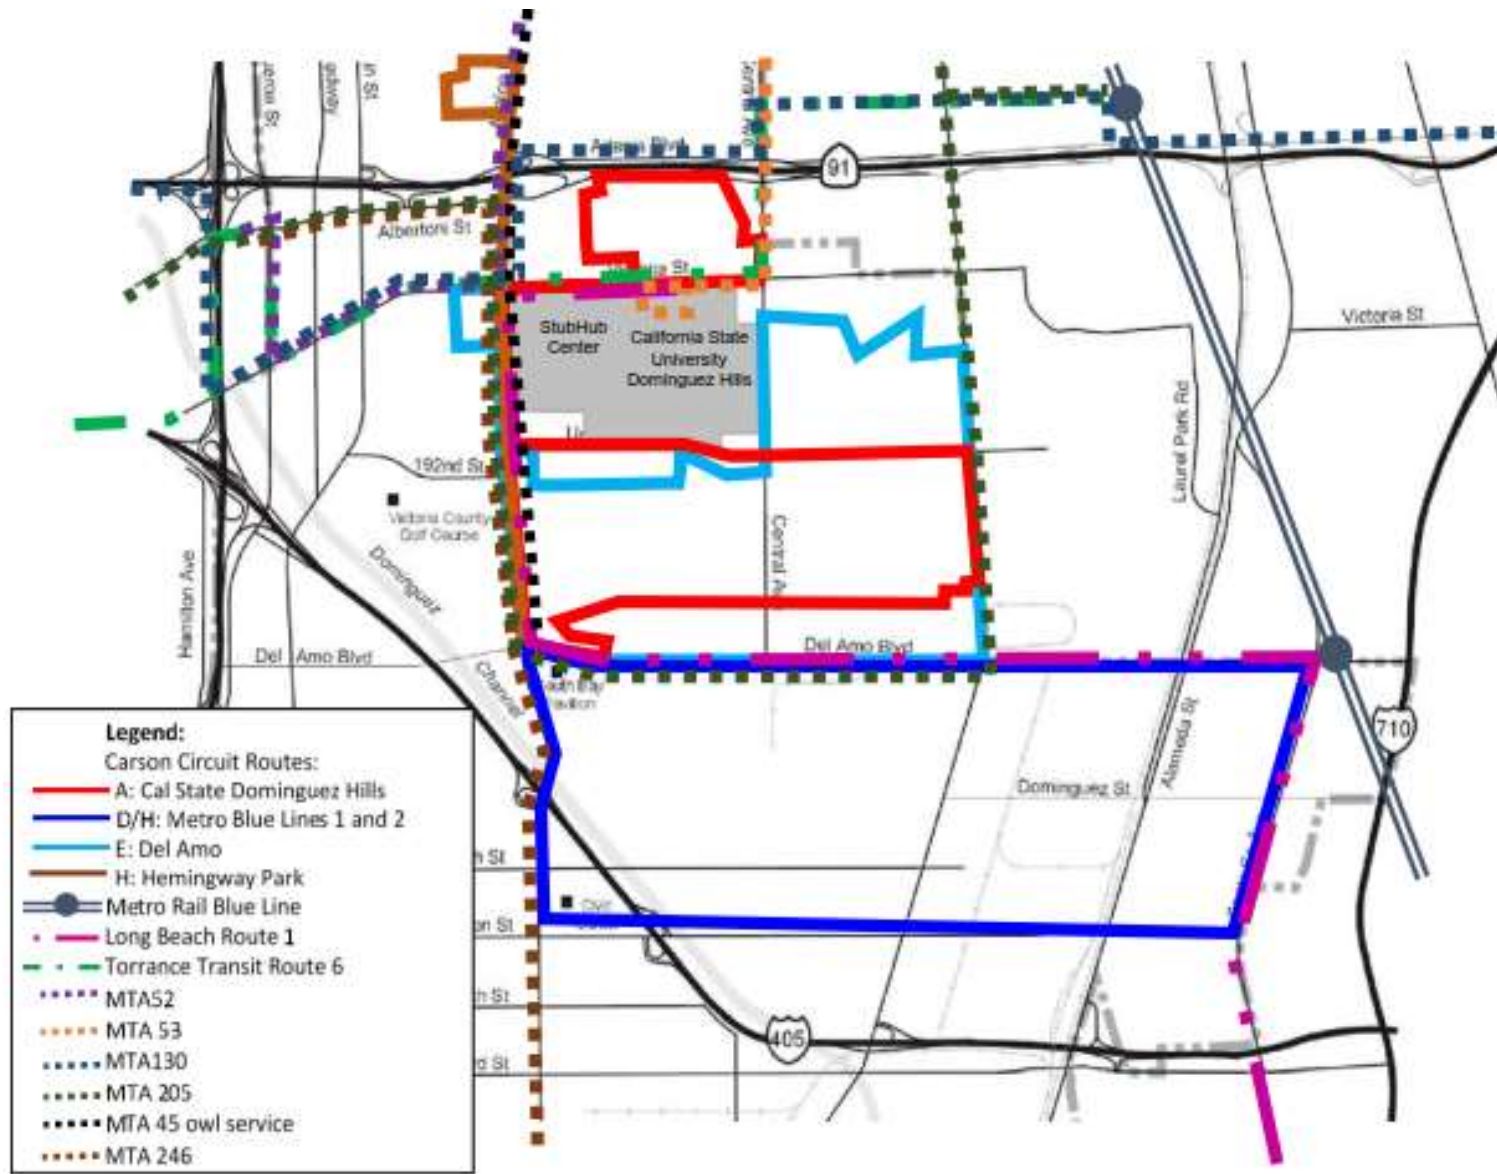 91
Albertoni St
StubHub
Center
California State
University
Dominguez Hills
Victoria St
Laurel Park Rd
192nd St
Victoria County
Golf Course
Dominguez
Channel
Hamilton Ave
Central
Del Amo Blvd
Del Amo Blvd
710
Alameda St
Dominguez St
405
Legend:
Carson Circuit Routes:
A: Cal State Dominguez Hills
D/H: Metro Blue Lines 1 and 2
E: Del Amo
H: Hemingway Park
Metro Rail Blue Line
Long Beach Route 1
Torrance Transit Route 6
MTA52
MTA 53
MTA130
MTA 205
MTA 45 owl service
MTA 246